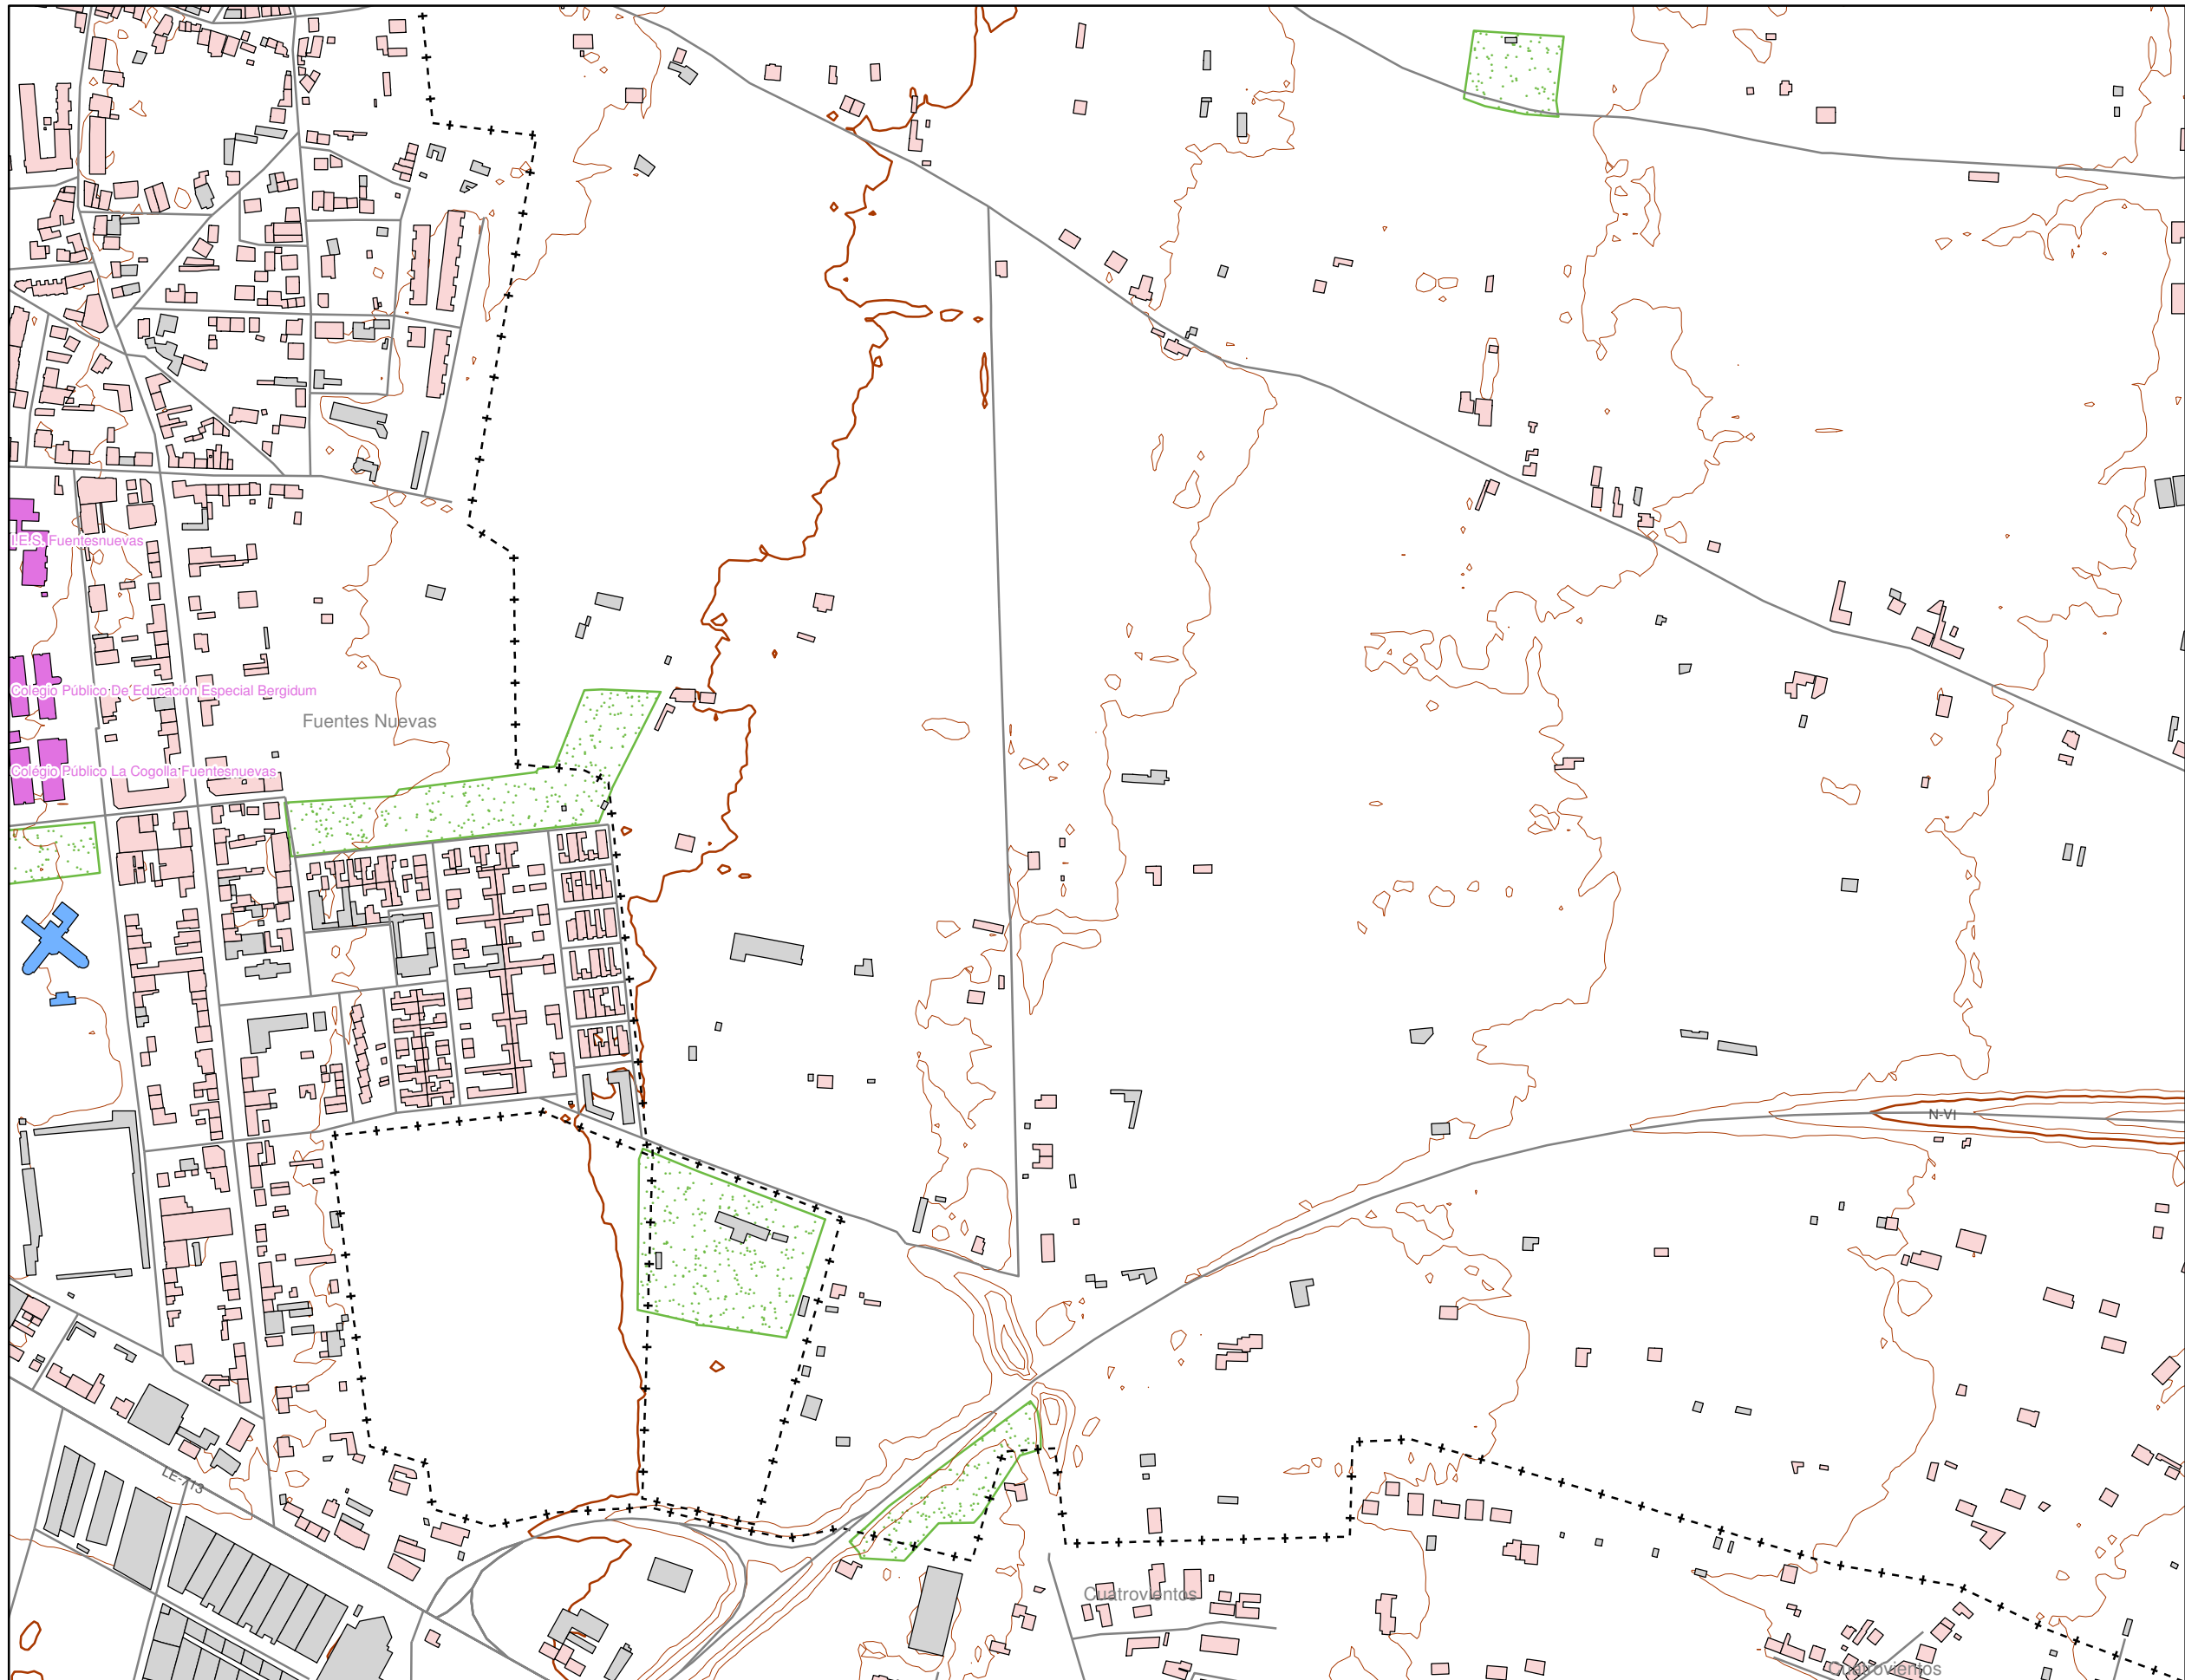 I.E.S. Fuentesnuevas
Colegio Público De Educación Especial Bergidum
Fuentes Nuevas
Colegio Público La Cogolla Fuentesnuevas
N-VI
LE-713
Cuatrovientos
Cuatrovientos